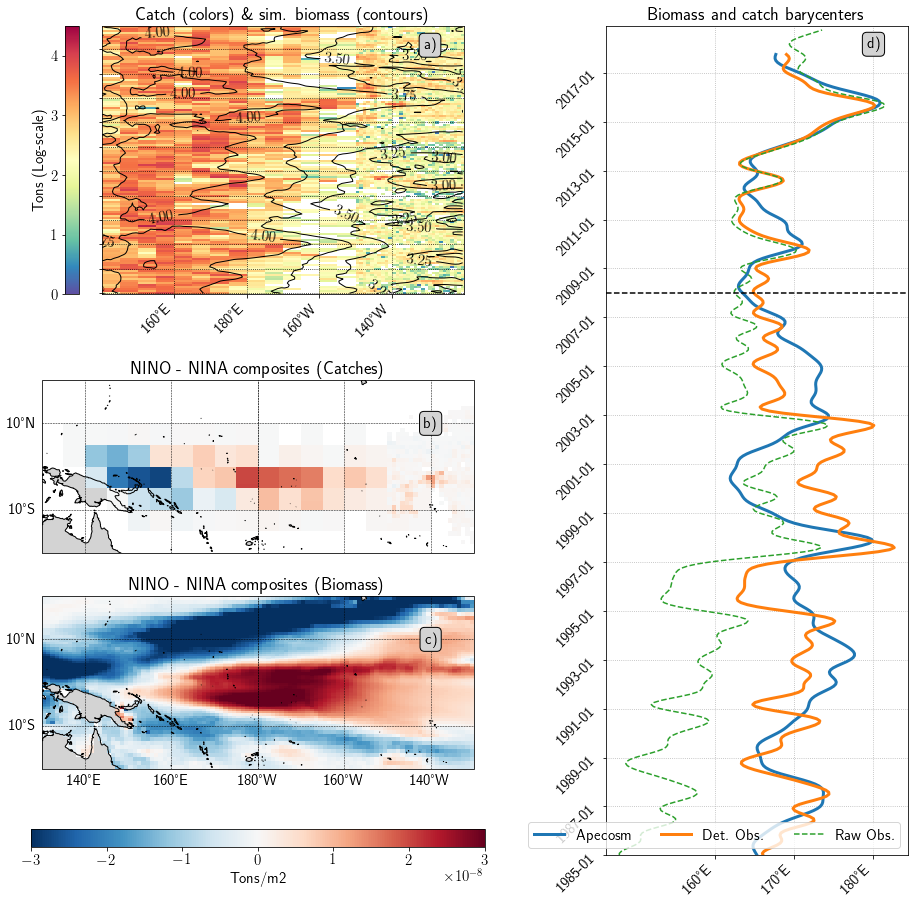 Catch (colors) & sim. biomass (contours)
a)
4
3
2
1
0
Tons (Log-scale)
4.00
4.00
4.00
4.00
4.00
4.00
3.50
3.75
3.25
3.00
3.00
3.50
3.50
3.25
160°E
180°E
160°W
140°W
NINO - NINA composites (Catches)
b)
10°N
10°S
NINO - NINA composites (Biomass)
c)
10°N
10°S
140°E
160°E
180°W
160°W
140°W
−3
−2
−1
0
1
2
3
×10⁻⁸
Tons/m2
Biomass and catch barycenters
d)
2017-01
2015-01
2013-01
2011-01
2009-01
2007-01
2005-01
2003-01
2001-01
1999-01
1997-01
1995-01
1993-01
1991-01
1989-01
1985-01
Apecosm
Det. Obs.
Raw Obs.
160°E
170°E
180°E